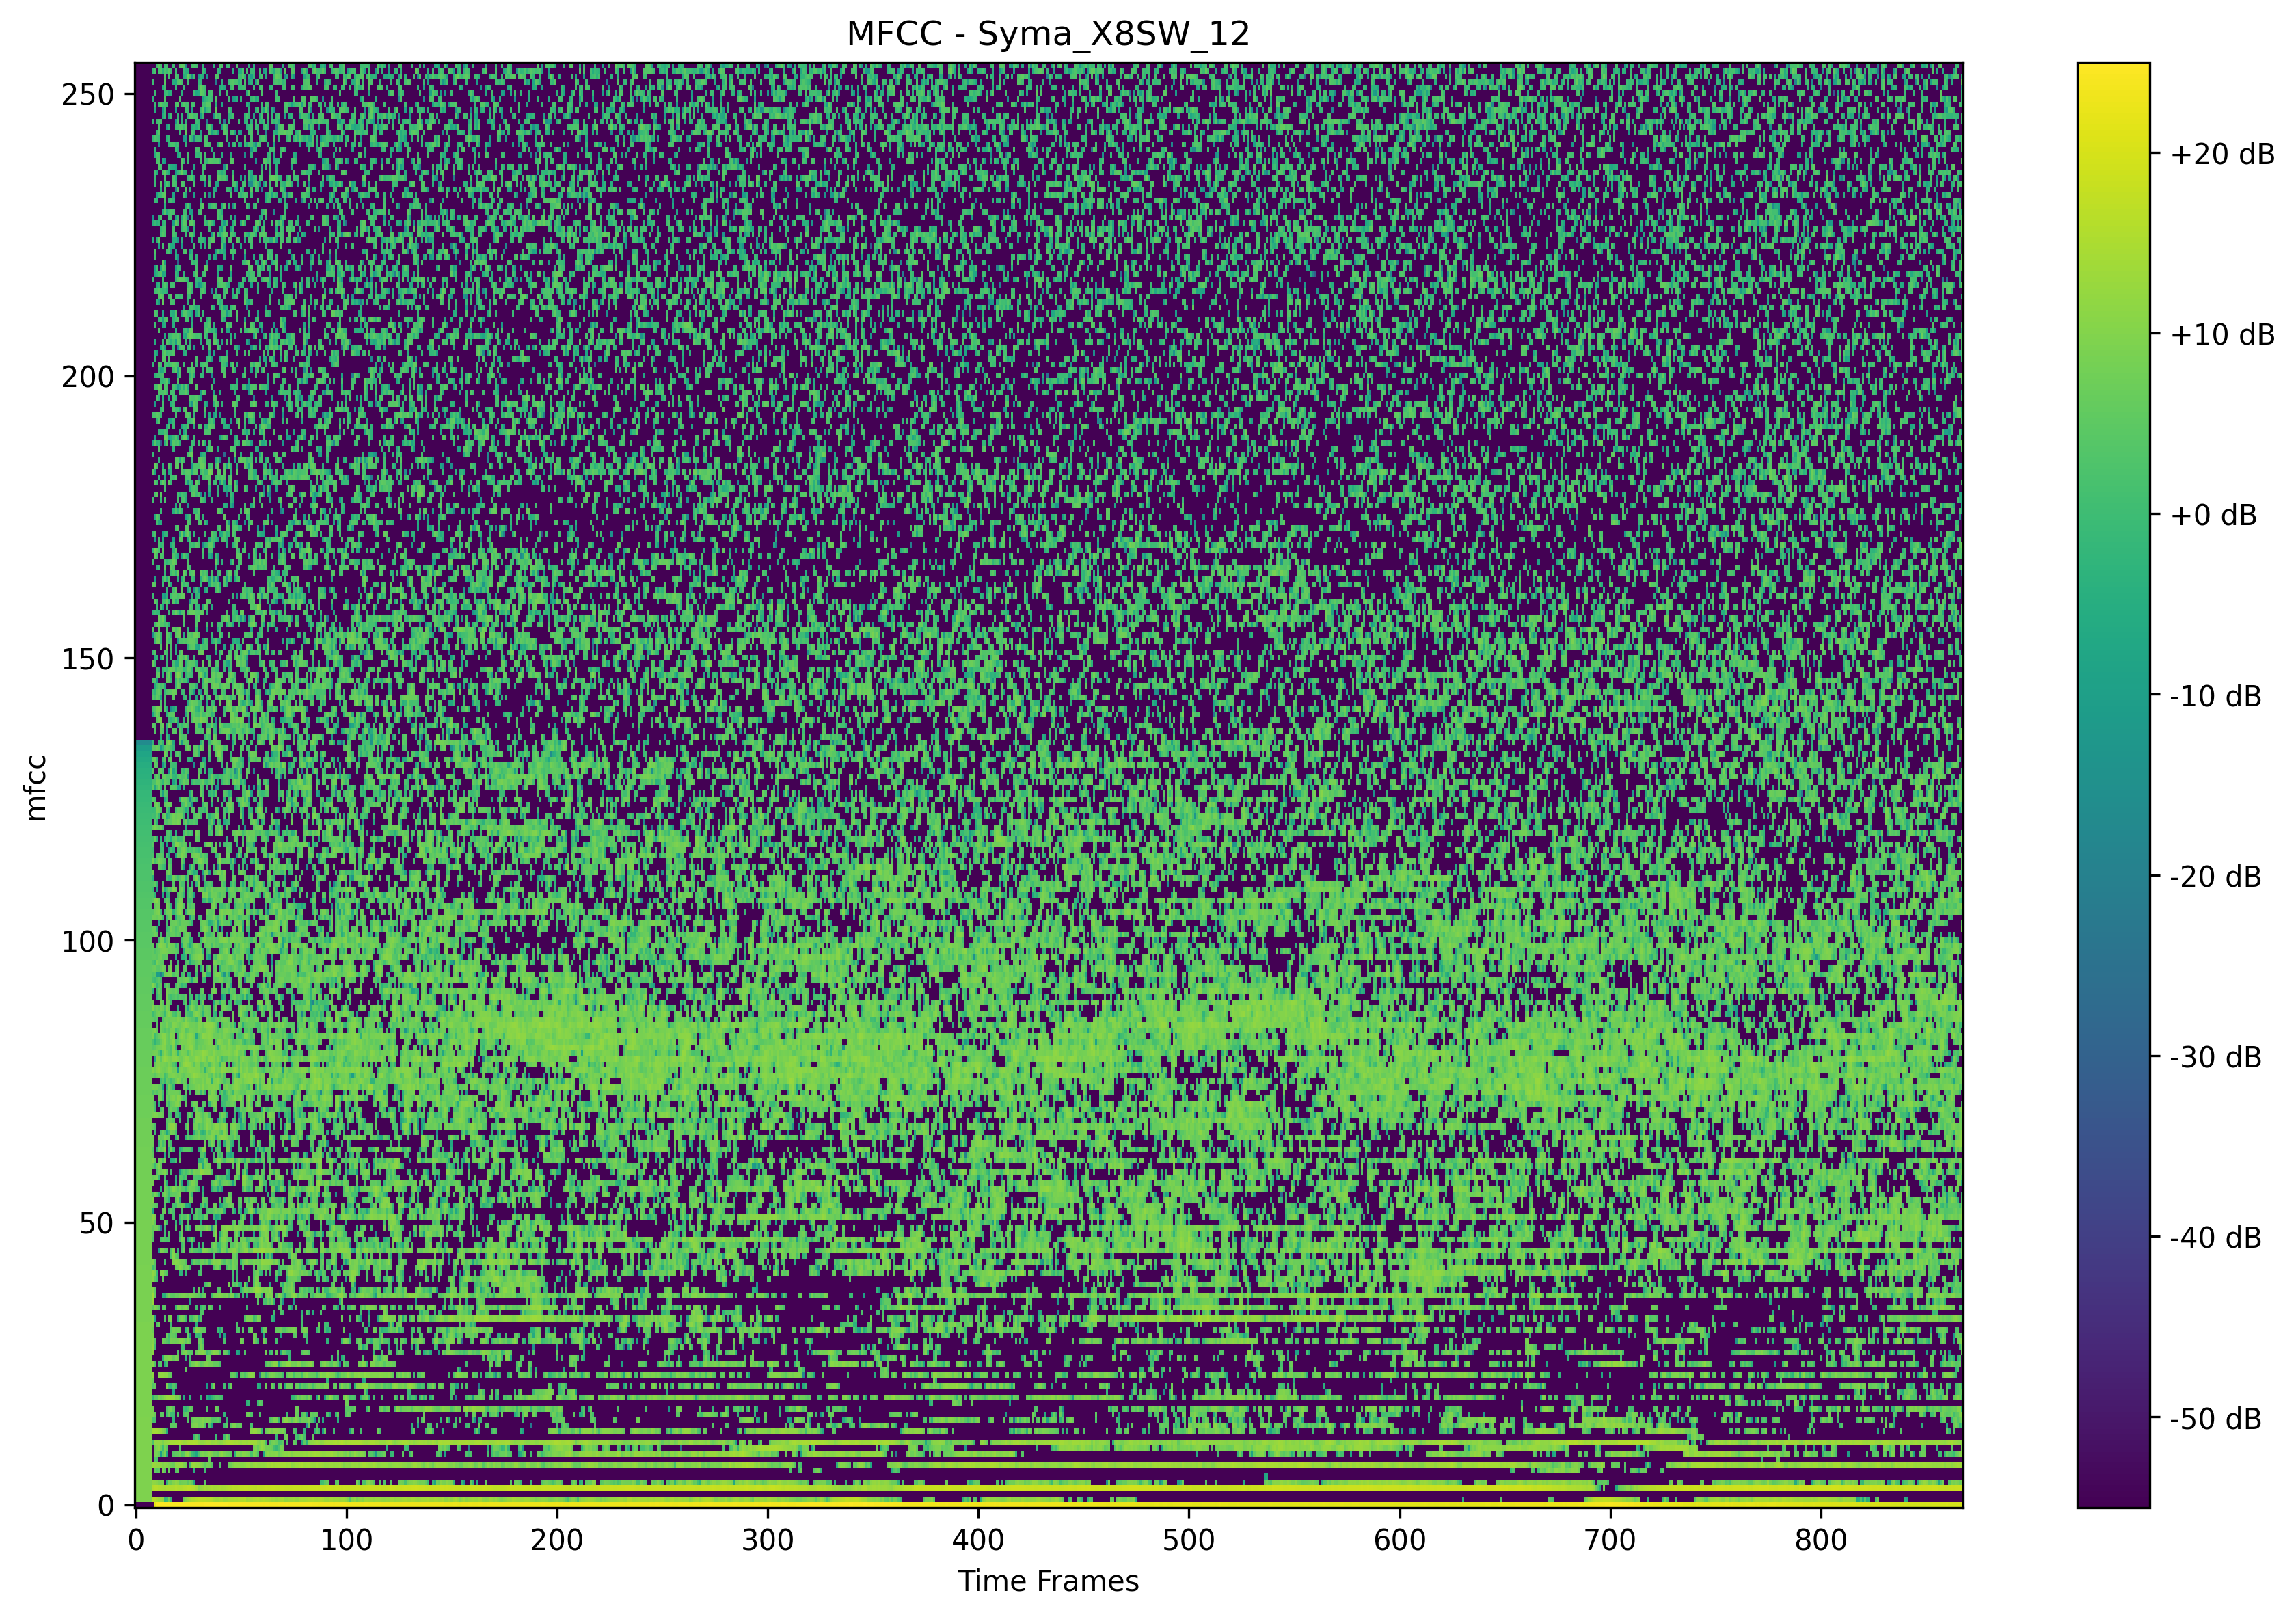 MFCC - Syma_X8SW_12
250
200
150
100
50
0
mfcc
0 100 200 300 400 500 600 700 800
Time Frames
+20 dB
+10 dB
+0 dB
-10 dB
-20 dB
-30 dB
-40 dB
-50 dB